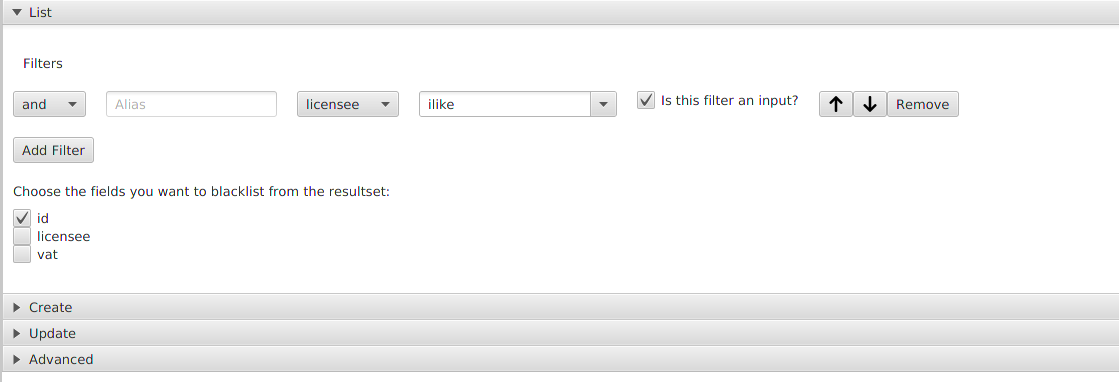 List
Filters
and Alias licensee ilike Is this filter an input? Remove
Add Filter
Choose the fields you want to blacklist from the resultset:
id
licensee
vat
Create
Update
Advanced